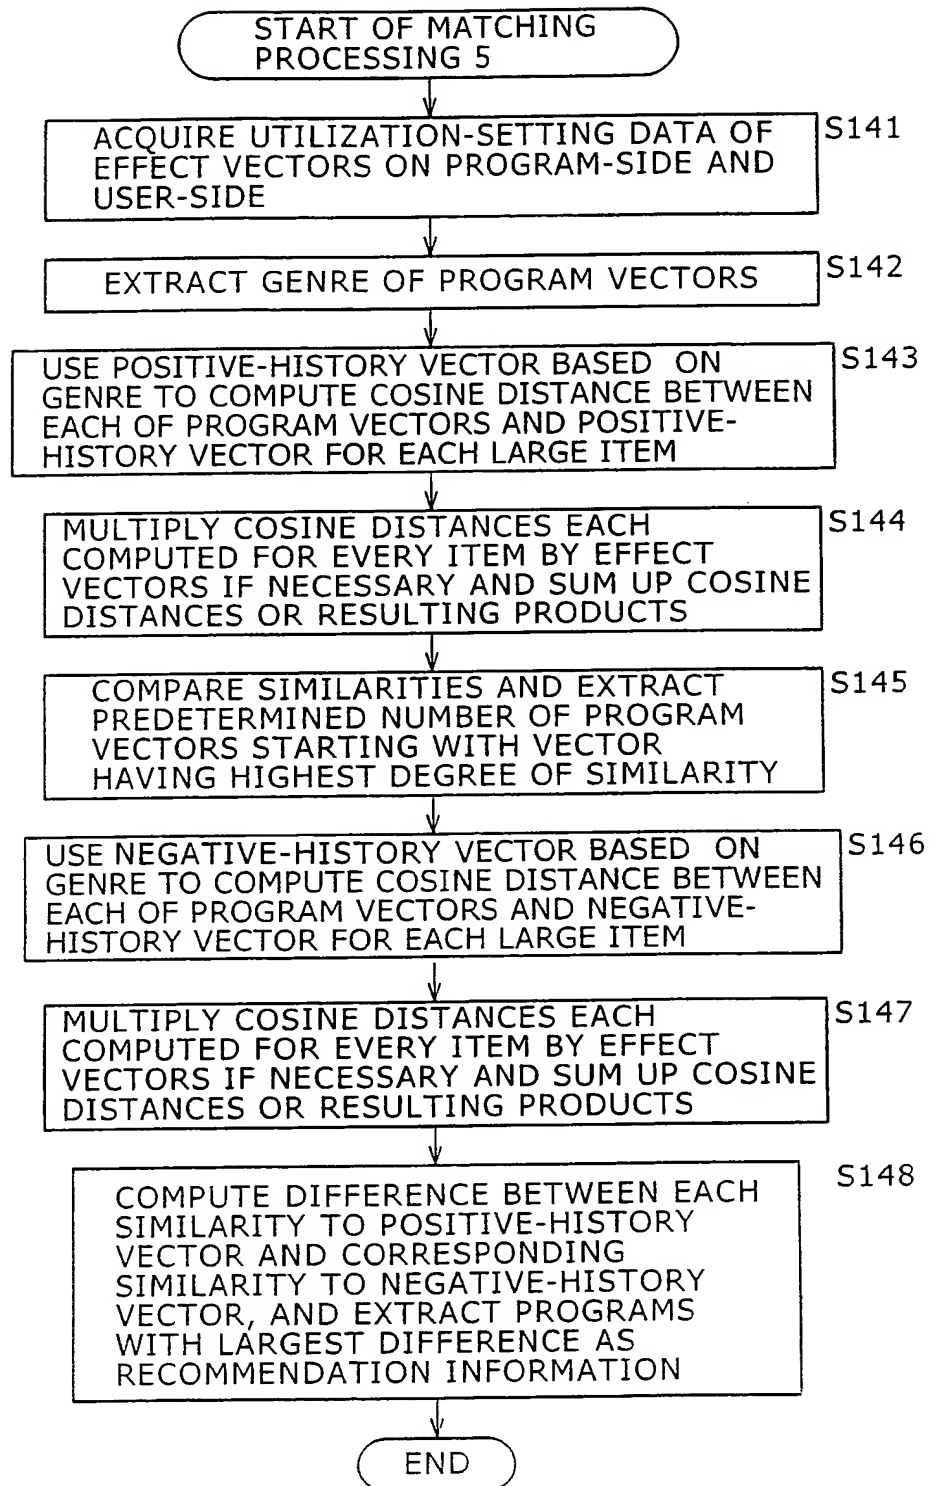 START OF MATCHING
PROCESSING 5
ACQUIRE UTILIZATION-SETTING DATA OF
EFFECT VECTORS ON PROGRAM-SIDE AND
USER-SIDE
S141
EXTRACT GENRE OF PROGRAM VECTORS
S142
USE POSITIVE-HISTORY VECTOR BASED ON
GENRE TO COMPUTE COSINE DISTANCE BETWEEN
EACH OF PROGRAM VECTORS AND POSITIVE-
HISTORY VECTOR FOR EACH LARGE ITEM
S143
MULTIPLY COSINE DISTANCES EACH
COMPUTED FOR EVERY ITEM BY EFFECT
VECTORS IF NECESSARY AND SUM UP COSINE
DISTANCES OR RESULTING PRODUCTS
S144
COMPARE SIMILARITIES AND EXTRACT
PREDETERMINED NUMBER OF PROGRAM
VECTORS STARTING WITH VECTOR
HAVING HIGHEST DEGREE OF SIMILARITY
S145
USE NEGATIVE-HISTORY VECTOR BASED ON
GENRE TO COMPUTE COSINE DISTANCE BETWEEN
EACH OF PROGRAM VECTORS AND NEGATIVE-
HISTORY VECTOR FOR EACH LARGE ITEM
S146
MULTIPLY COSINE DISTANCES EACH
COMPUTED FOR EVERY ITEM BY EFFECT
VECTORS IF NECESSARY AND SUM UP COSINE
DISTANCES OR RESULTING PRODUCTS
S147
COMPUTE DIFFERENCE BETWEEN EACH
SIMILARITY TO POSITIVE-HISTORY
VECTOR AND CORRESPONDING
SIMILARITY TO NEGATIVE-HISTORY
VECTOR, AND EXTRACT PROGRAMS
WITH LARGEST DIFFERENCE AS
RECOMMENDATION INFORMATION
S148
END